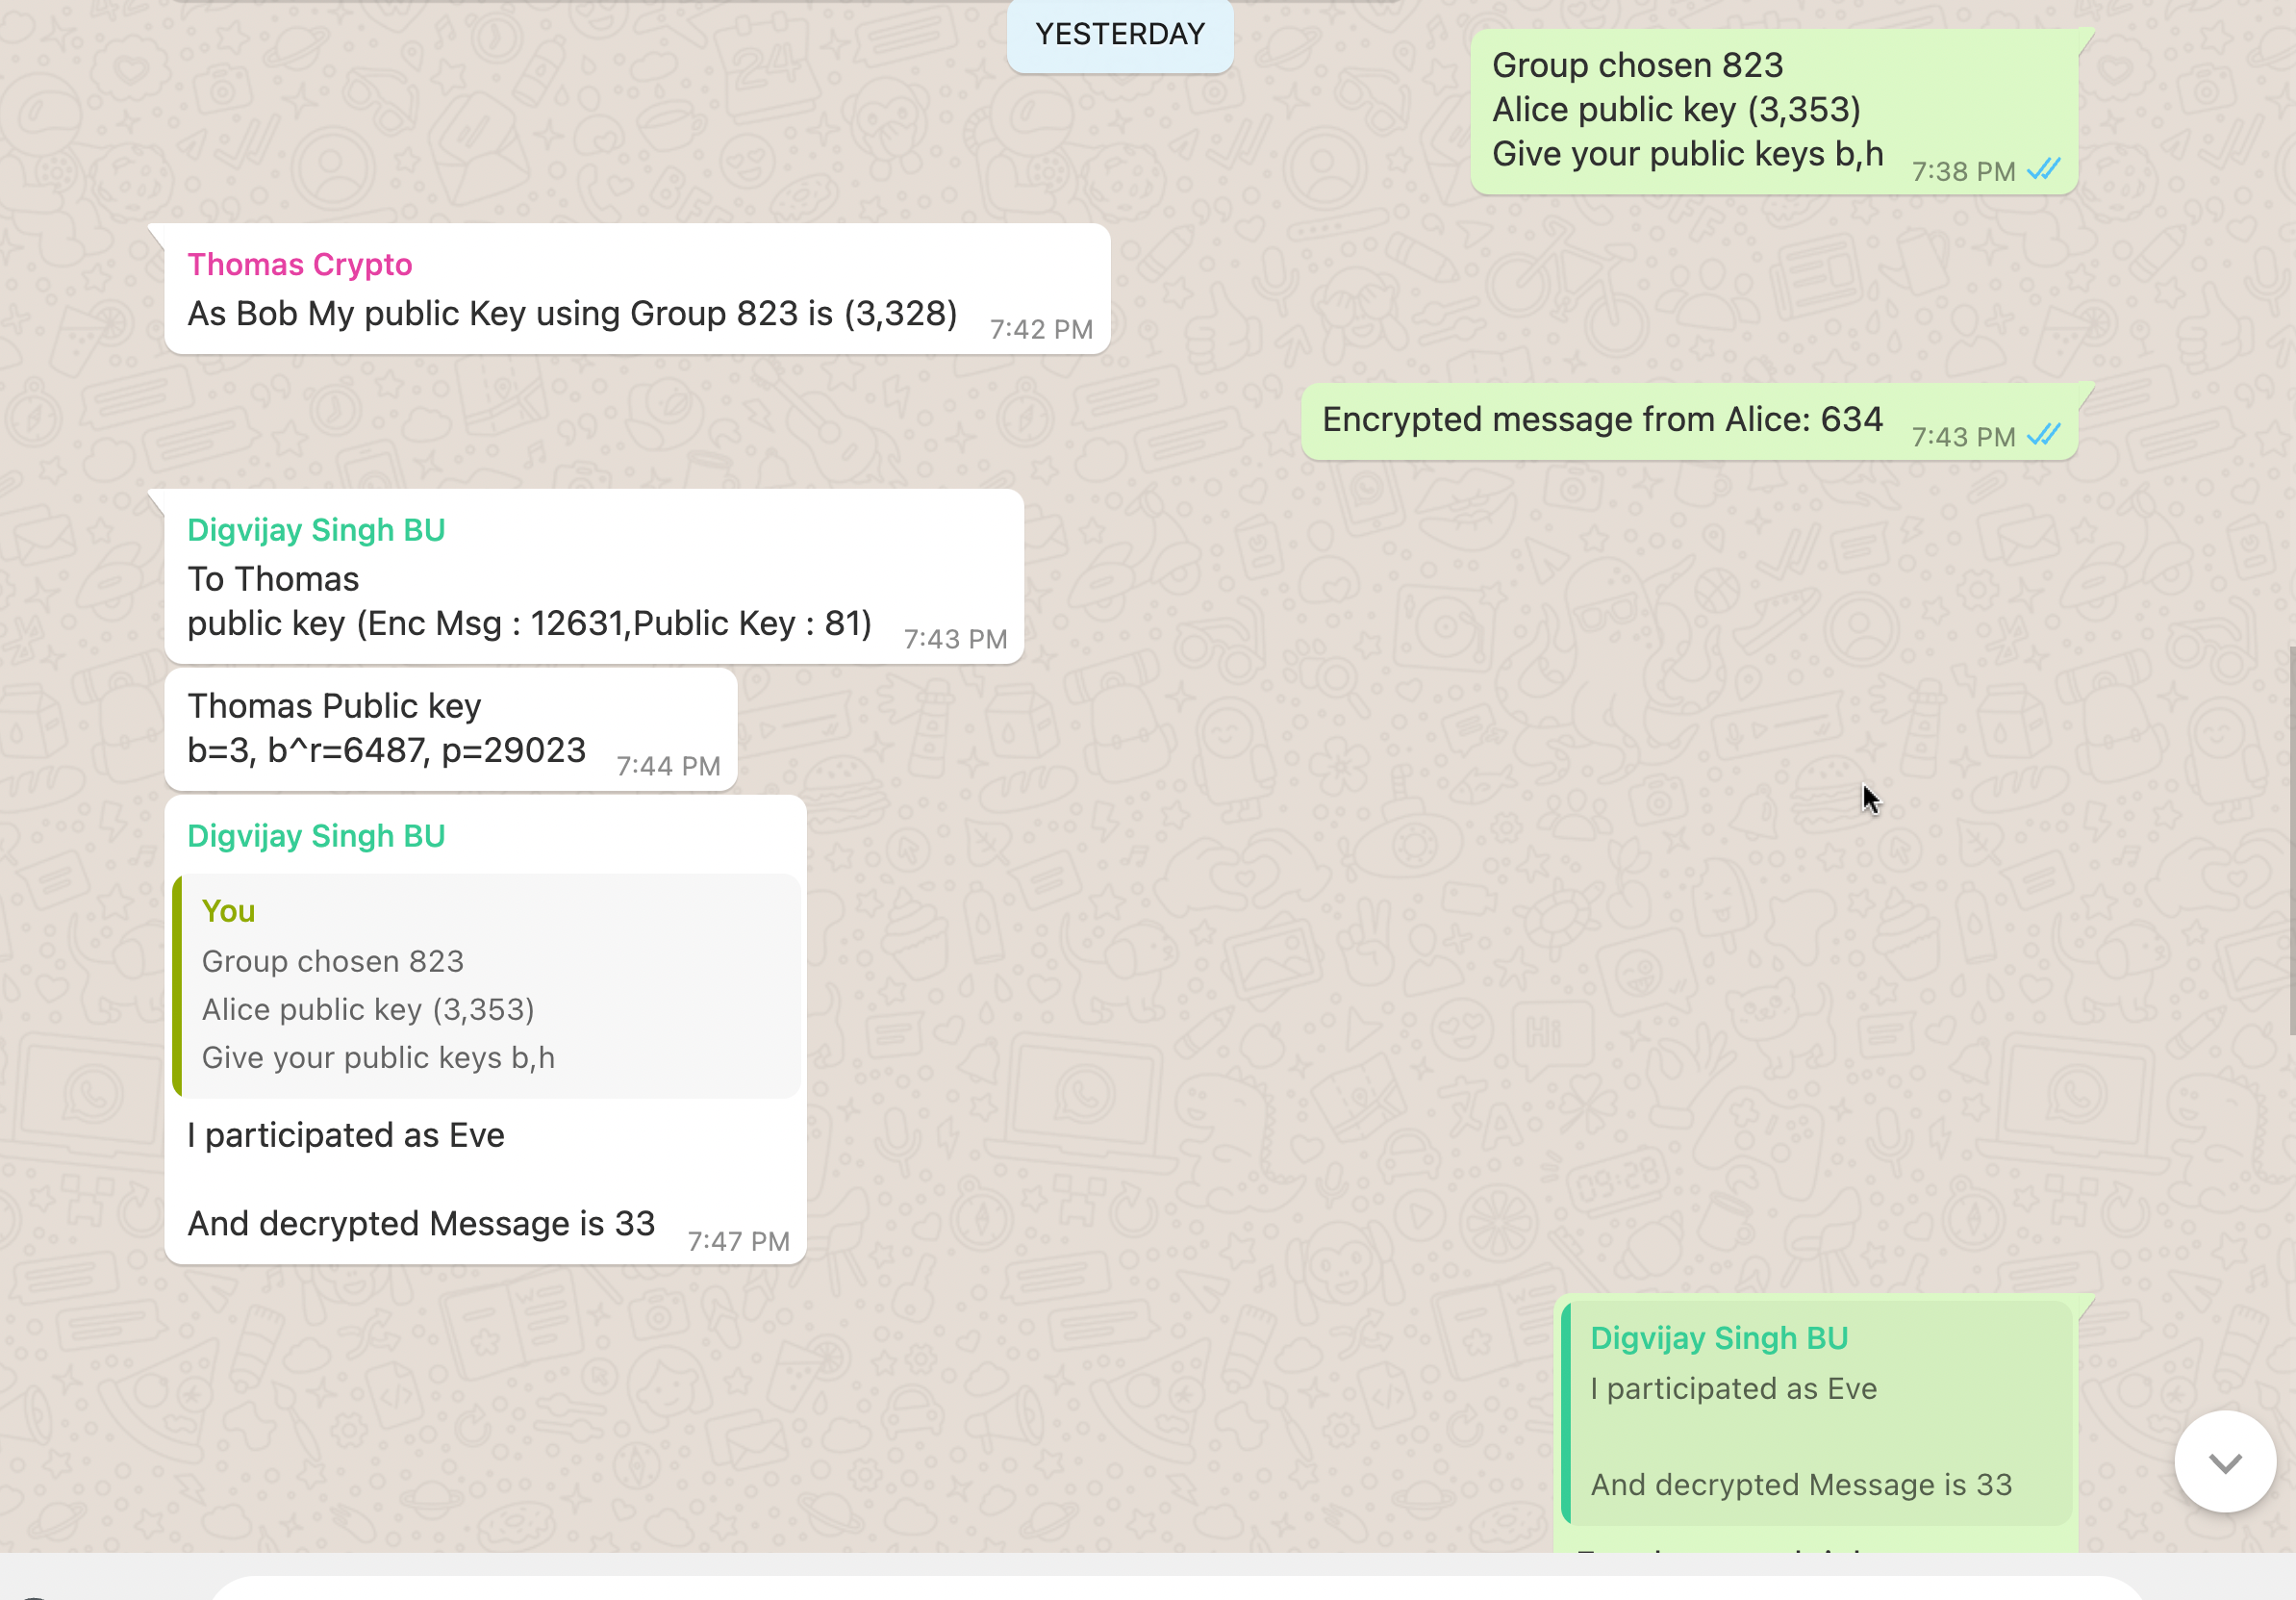 YESTERDAY
Group chosen 823
Alice public key (3,353)
Give your public keys b,h
7:38 PM
Thomas Crypto
As Bob My public Key using Group 823 is (3,328)
7:42 PM
Encrypted message from Alice: 634
7:43 PM
Digvijay Singh BU
To Thomas
public key (Enc Msg : 12631,Public Key : 81)
7:43 PM
Thomas Public key
b=3, b^r=6487, p=29023
7:44 PM
Digvijay Singh BU
You
Group chosen 823
Alice public key (3,353)
Give your public keys b,h
I participated as Eve
And decrypted Message is 33
7:47 PM
Digvijay Singh BU
I participated as Eve
And decrypted Message is 33